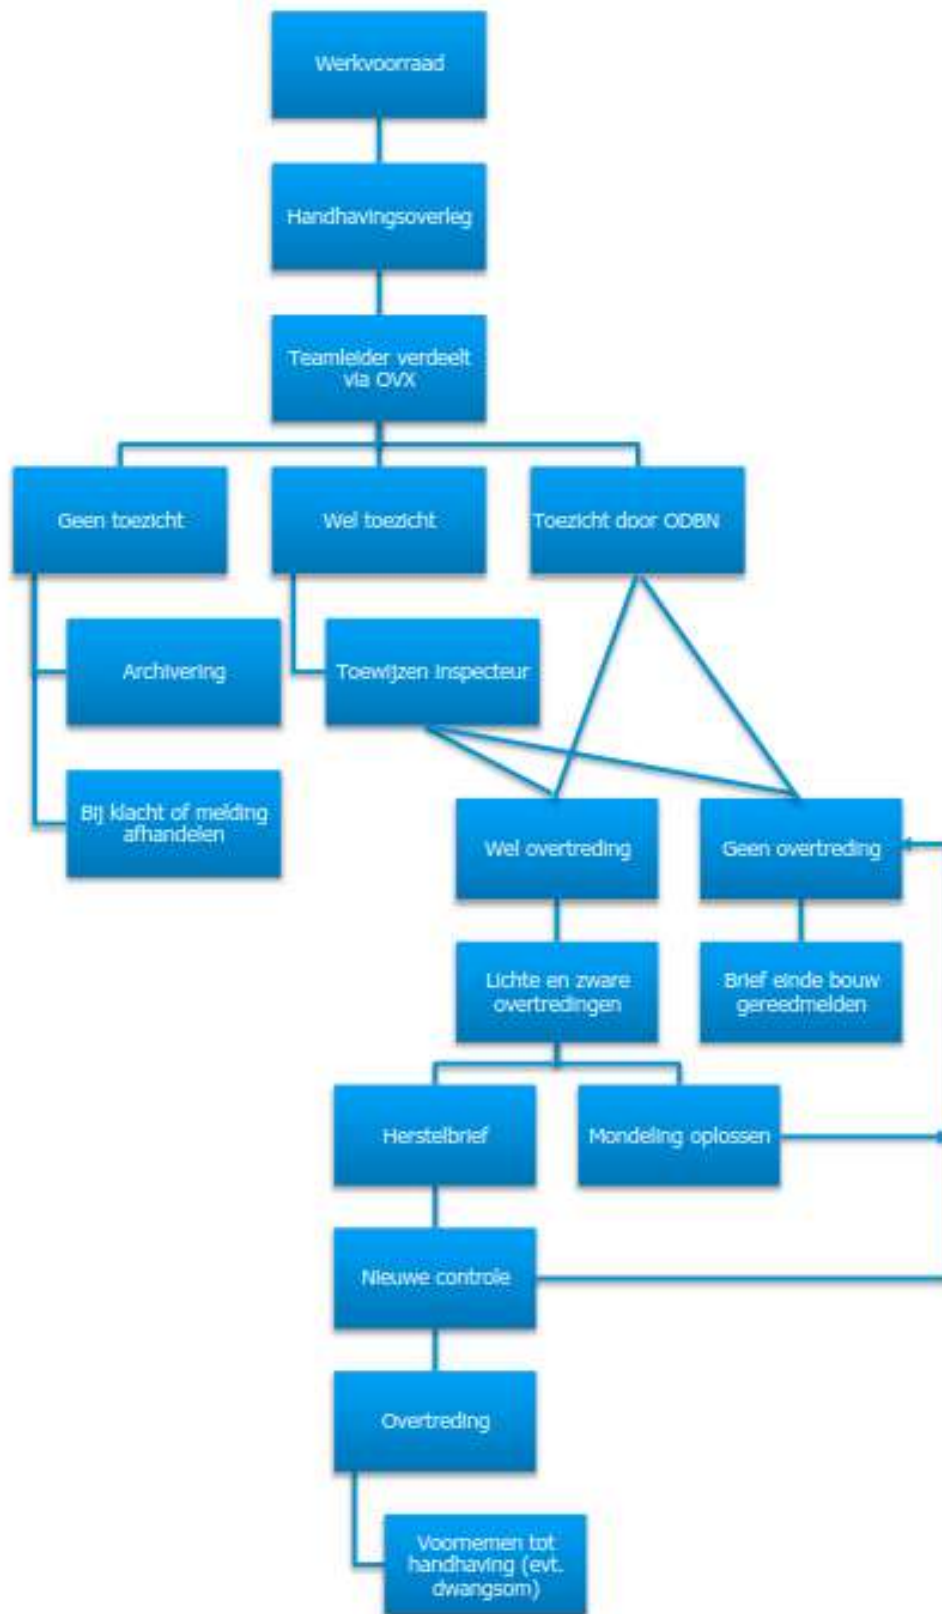 Werkvoorraad
Handhavingsoverleg
Teamleider verdeelt
via OVX
Geen toezicht
Wel toezicht
Toezicht door ODBN
Archivering
Toewijzen inspecteur
Bij klacht of melding
afhandelen
Wel overtreding
Geen overtreding
Lichte en zware
overtredingen
Brief einde bouw
gereedmelden
Herstelbrief
Mondeling oplossen
Nieuwe controle
Overtreding
Voornemen tot
handhaving (evt.
dwangsom)